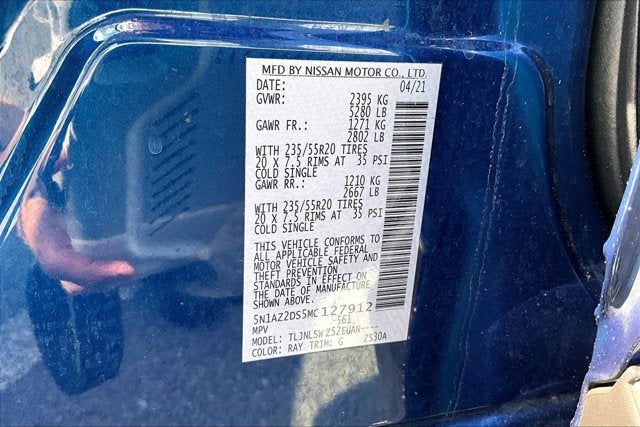 MFD BY NISSAN MOTOR CO., LTD.
DATE: 04/21
GVWR: 2395 KG
5280 LB
GAWR FR.: 1271 KG
2802 LB
WITH 235/55R20 TIRES
20 x 7.5 RIMS AT 35 PSI
COLD SINGLE
GAWR RR.: 1210 KG
2667 LB
WITH 235/55R20 TIRES
20 x 7.5 RIMS AT 35 PSI
COLD SINGLE
THIS VEHICLE CONFORMS TO
ALL APPLICABLE FEDERAL
MOTOR VEHICLE SAFETY AND
THEFT PREVENTION
STANDARDS IN EFFECT ON
THE DATE OF MANUFACTURE
SHOWN ABOVE.
5N1AZ2DS5MC127912
MPV 561
MODEL: TLJNLSWZ52EUAN----
COLOR: RAY TRIM: G ZS30A